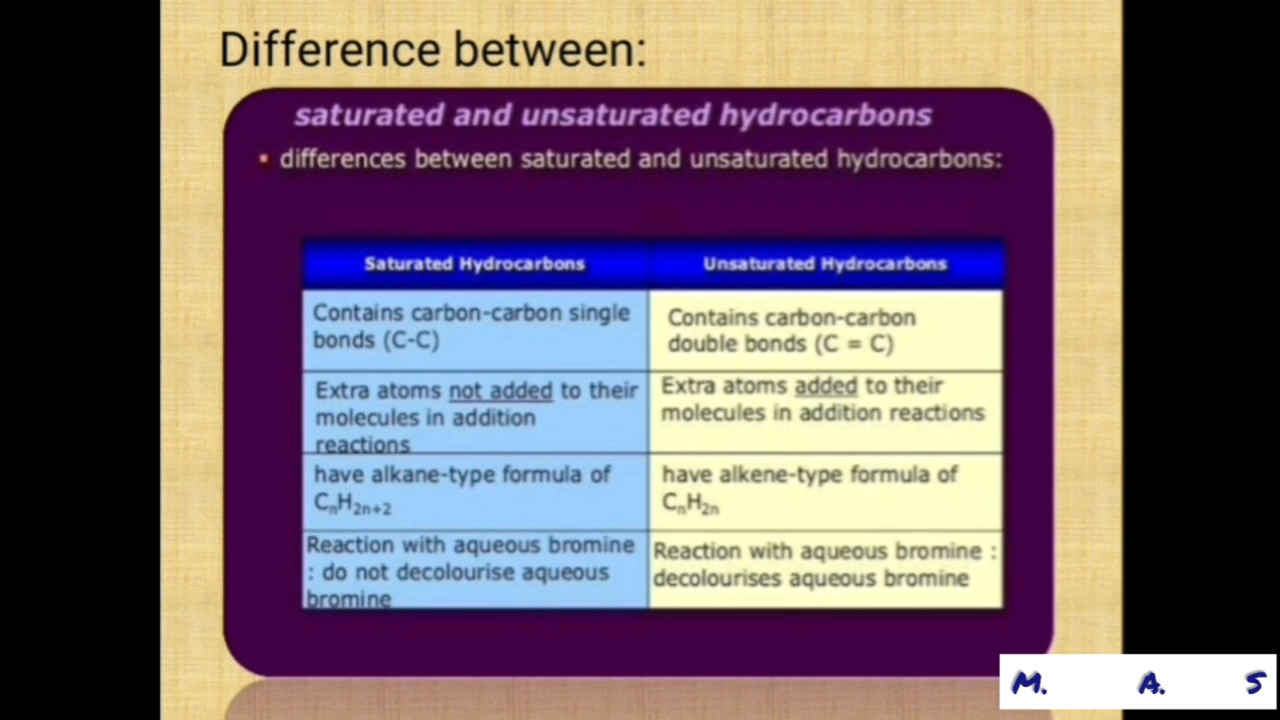 Difference between:
saturated and unsaturated hydrocarbons
▪ differences between saturated and unsaturated hydrocarbons:
Saturated Hydrocarbons
Unsaturated Hydrocarbons
Contains carbon-carbon single
bonds (C-C)
Contains carbon-carbon
double bonds (C = C)
Extra atoms not added to their
molecules in addition
reactions
Extra atoms added to their
molecules in addition reactions
have alkane-type formula of
CₙH₂ₙ₊₂
have alkene-type formula of
CₙH₂ₙ
Reaction with aqueous bromine
: do not decolourise aqueous
bromine
Reaction with aqueous bromine :
decolourises aqueous bromine
M. A. S